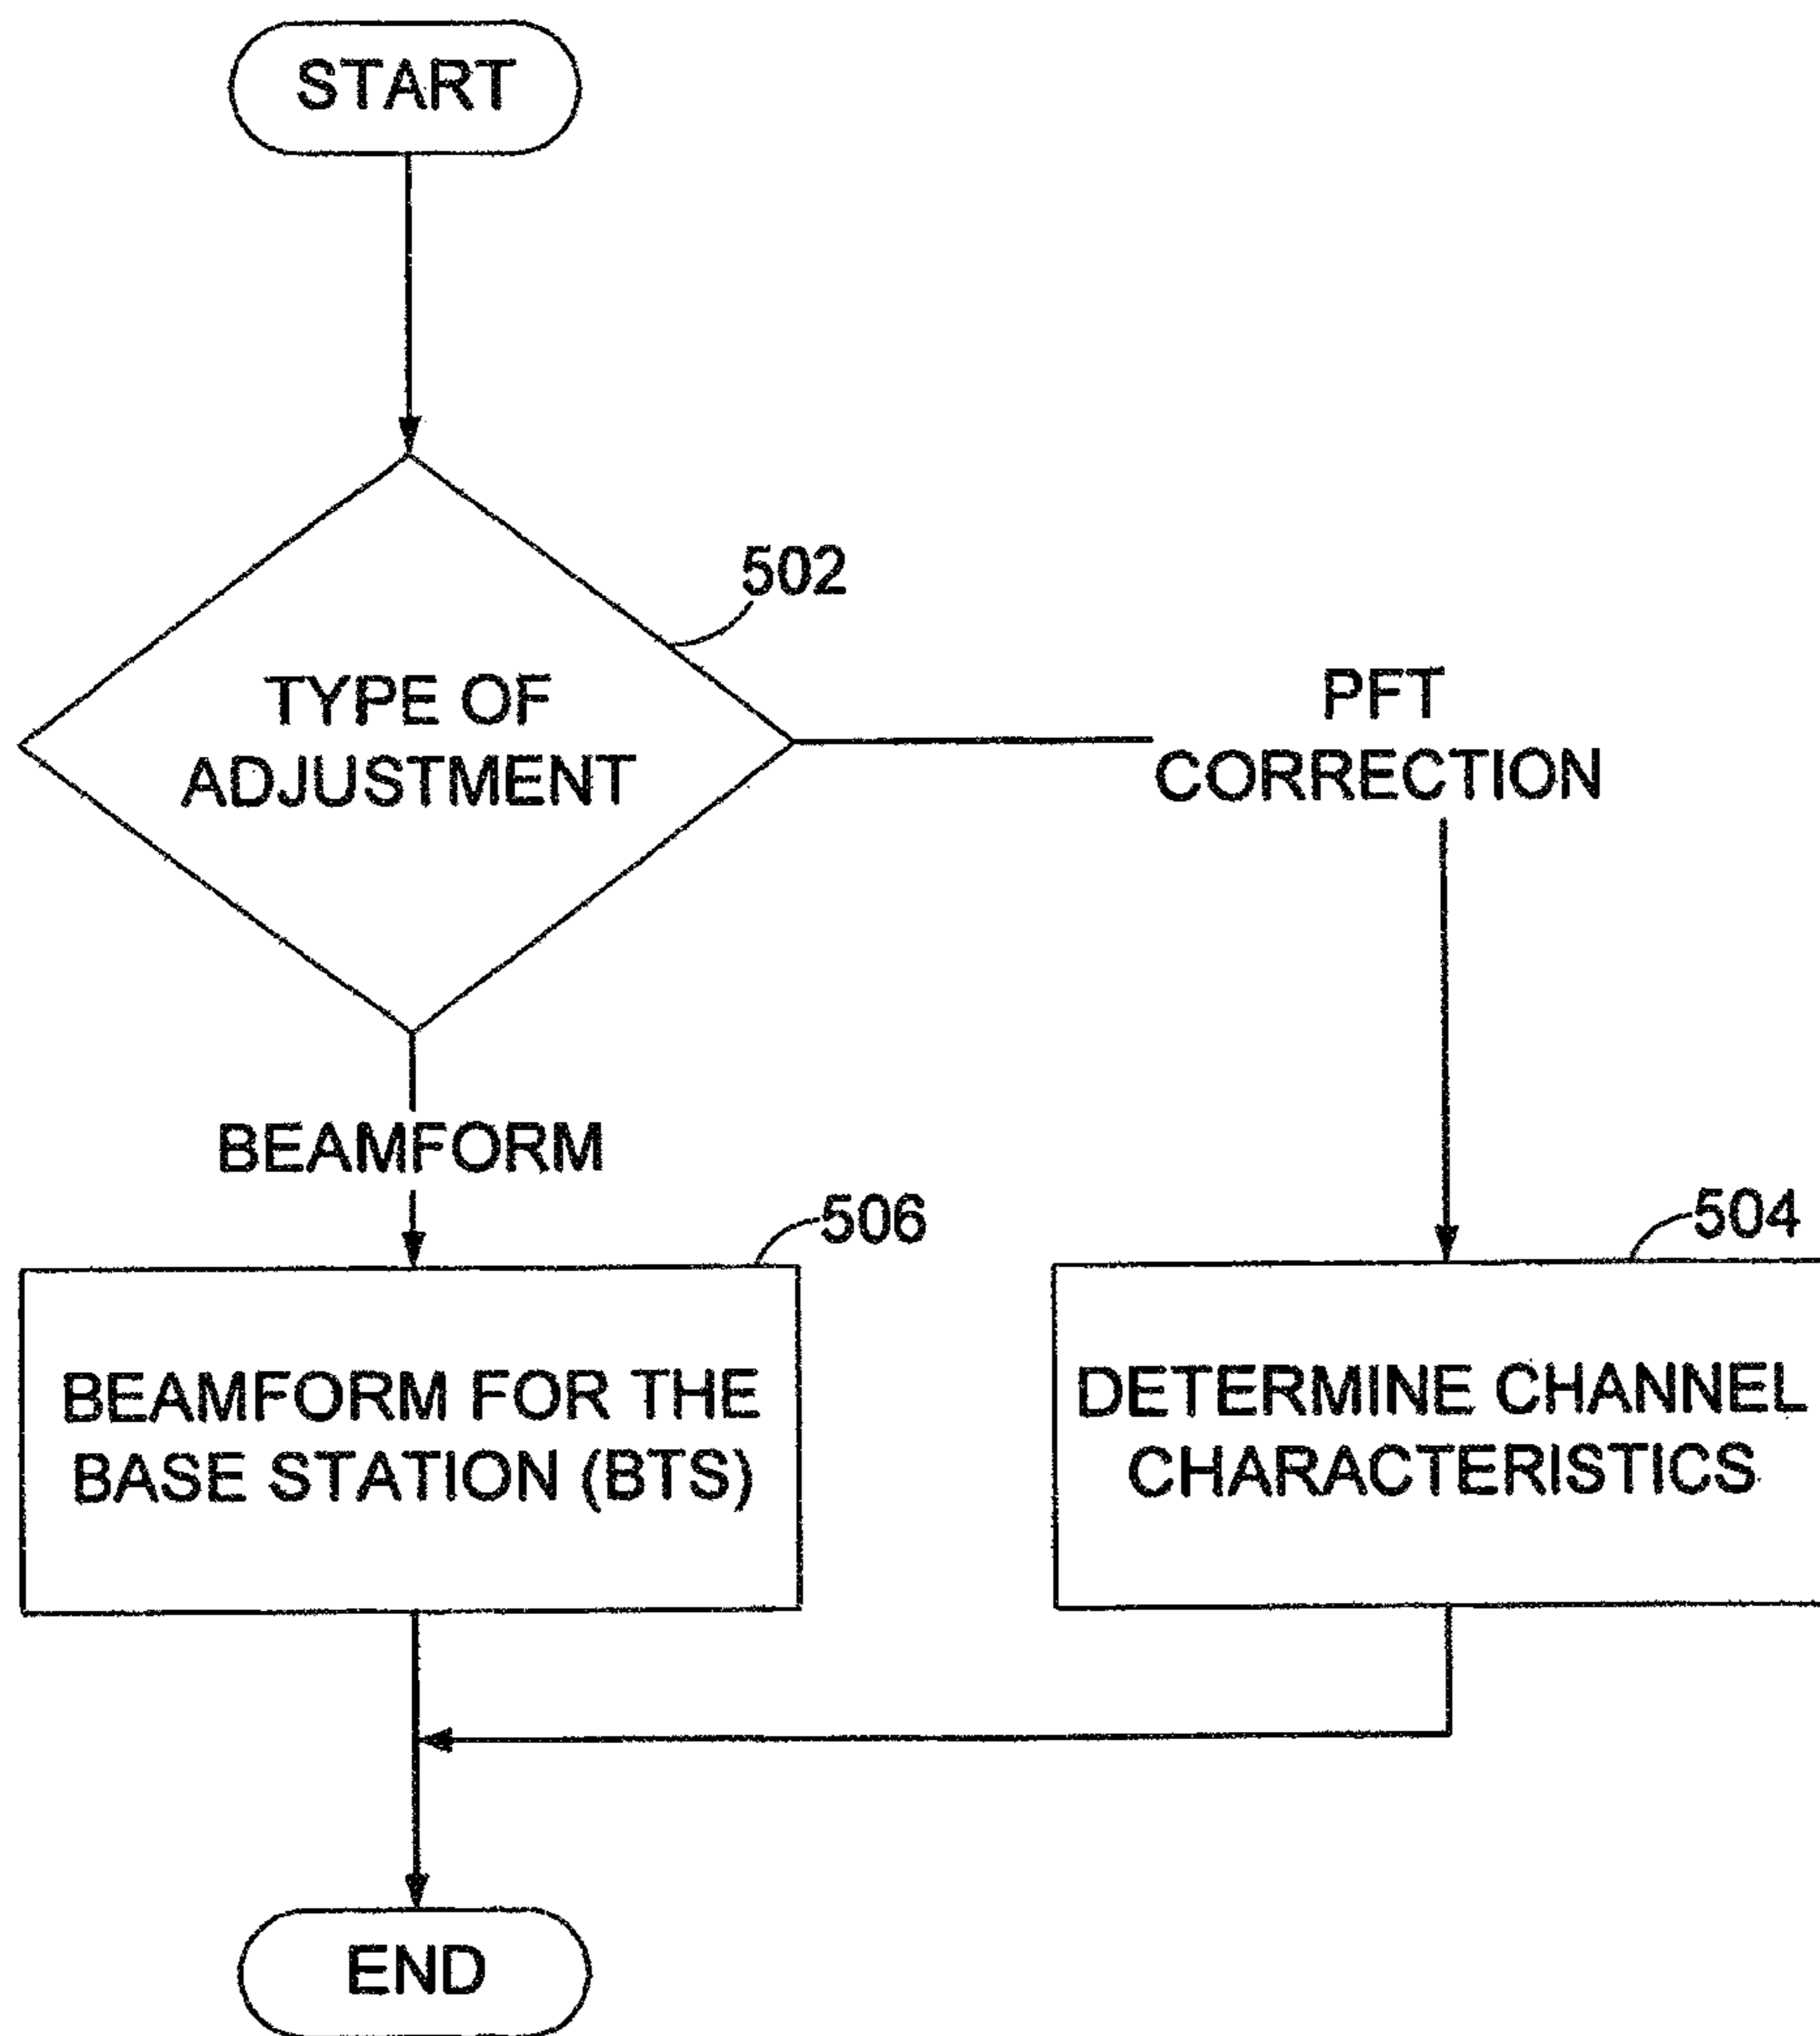 START
502
TYPE OF
ADJUSTMENT
PFT
CORRECTION
BEAMFORM
506
504
BEAMFORM FOR THE
BASE STATION (BTS)
DETERMINE CHANNEL
CHARACTERISTICS
END